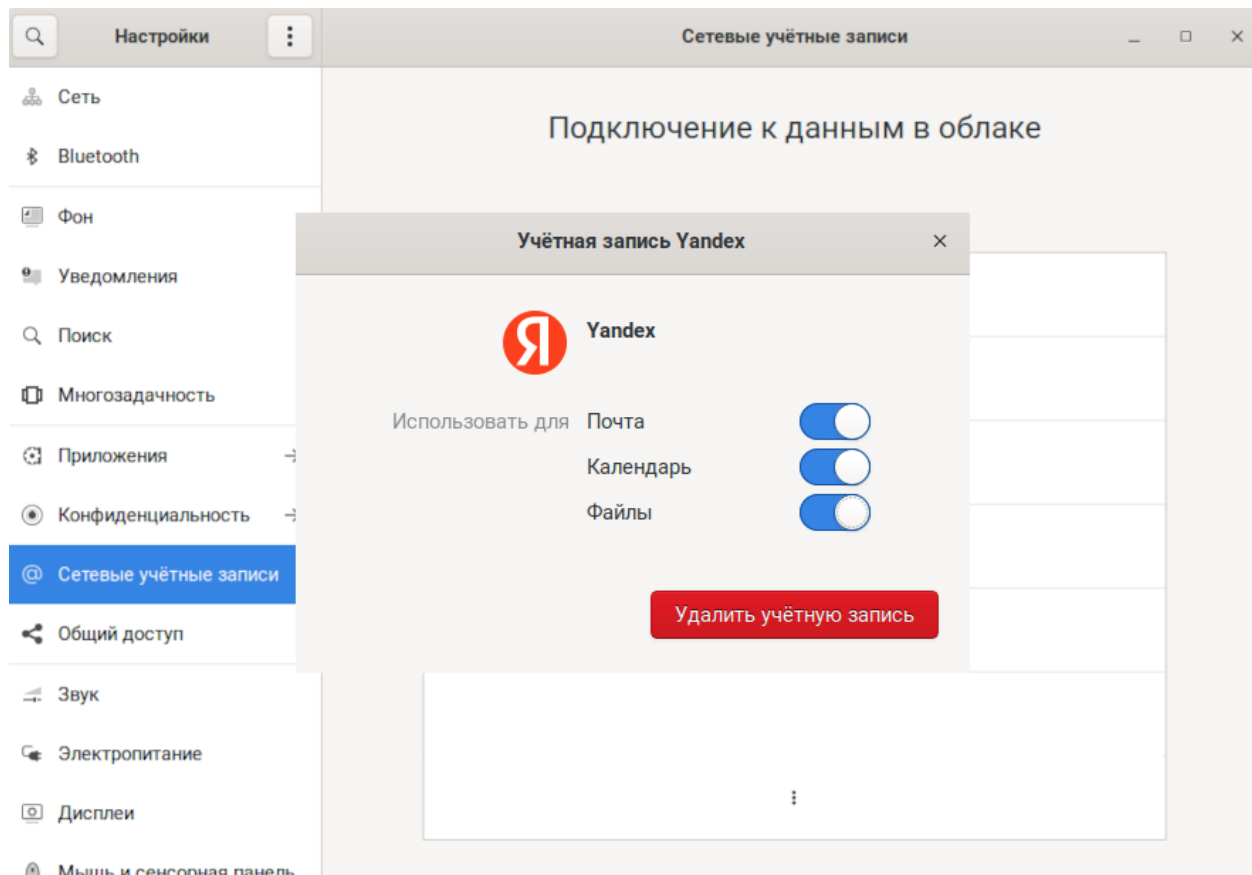 Настройки
Сетевые учётные записи
Сеть
Bluetooth
Фон
Уведомления
Поиск
Многозадачность
Приложения
Конфиденциальность
Сетевые учётные записи
Общий доступ
Звук
Электропитание
Дисплеи
Мышь и сенсорная панель
Подключение к данным в облаке
Учётная запись Yandex
Я
Yandex
Использовать для Почта
Календарь
Файлы
Удалить учётную запись